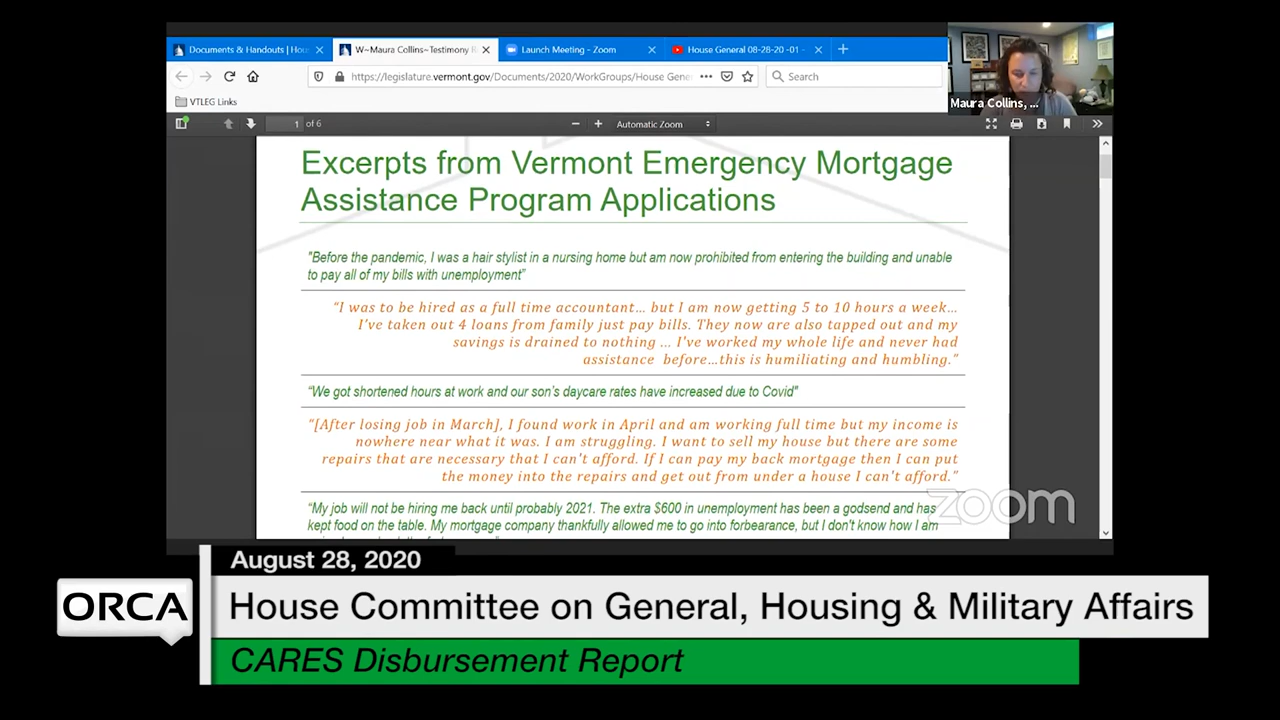 Documents & Handouts | Hou
W~Maura Collins~Testimony R
Launch Meeting - Zoom
House General 08-28-20 -01 -
https://legislature.vermont.gov/Documents/2020/WorkGroups/House Gene
Search
VTLEG Links
Maura Collins, ...
1 of 6
Automatic Zoom
Excerpts from Vermont Emergency Mortgage
Assistance Program Applications
"Before the pandemic, I was a hair stylist in a nursing home but am now prohibited from entering the building and unable
to pay all of my bills with unemployment"
"I was to be hired as a full time accountant... but I am now getting 5 to 10 hours a week...
I've taken out 4 loans from family just pay bills. They now are also tapped out and my
savings is drained to nothing ... I've worked my whole life and never had
assistance before...this is humiliating and humbling."
"We got shortened hours at work and our son's daycare rates have increased due to Covid"
"[After losing job in March], I found work in April and am working full time but my income is
nowhere near what it was. I am struggling. I want to sell my house but there are some
repairs that are necessary that I can't afford. If I can pay my back mortgage then I can put
the money into the repairs and get out from under a house I can't afford."
"My job will not be hiring me back until probably 2021. The extra $600 in unemployment has been a godsend and has
kept food on the table. My mortgage company thankfully allowed me to go into forbearance, but I don't know how I am
zoom
August 28, 2020
ORCA
House Committee on General, Housing & Military Affairs
CARES Disbursement Report